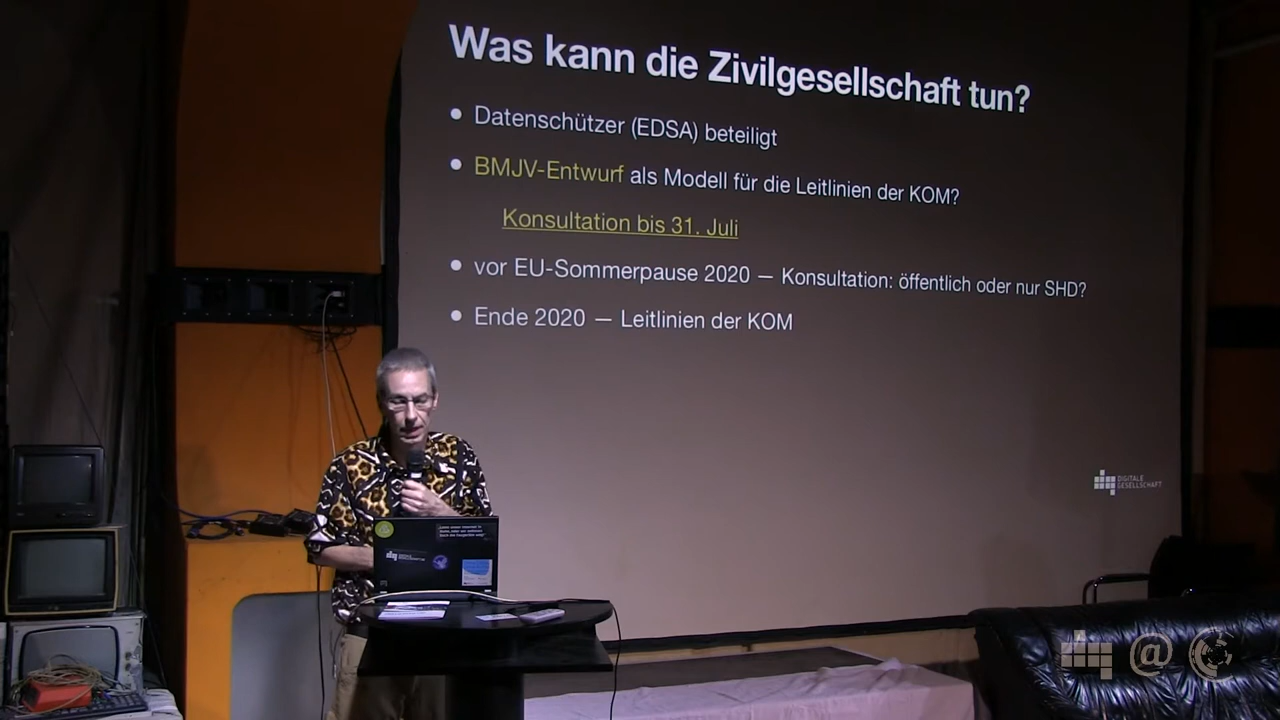 Was kann die Zivilgesellschaft tun?
• Datenschützer (EDSA) beteiligt
• BMJV-Entwurf als Modell für die Leitlinien der KOM?
Konsultation bis 31. Juli
• vor EU-Sommerpause 2020 — Konsultation: öffentlich oder nur SHD?
• Ende 2020 — Leitlinien der KOM
DIGITALE
GESELLSCHAFT
@